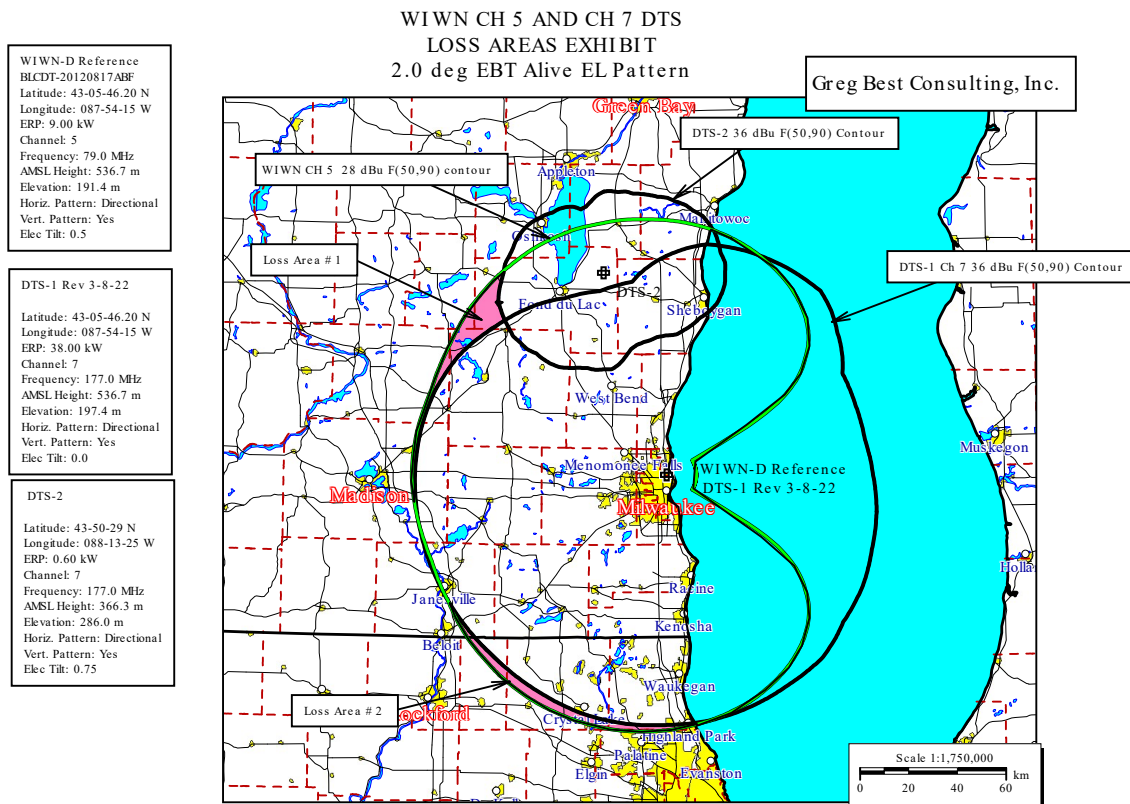 WIWN CH 5 AND CH 7 DTS
LOSS AREAS EXHIBIT
2.0 deg EBT Alive EL Pattern
Greg Best Consulting, Inc.
WIWN-D Reference
BLCDT-20120817ABF
Latitude: 43-05-46.20 N
Longitude: 087-54-15 W
ERP: 9.00 kW
Channel: 5
Frequency: 79.0 MHz
AMSL Height: 536.7 m
Elevation: 191.4 m
Horiz. Pattern: Directional
Vert. Pattern: Yes
Elec Tilt: 0.5
DTS-1 Rev 3-8-22
Latitude: 43-05-46.20 N
Longitude: 087-54-15 W
ERP: 38.00 kW
Channel: 7
Frequency: 177.0 MHz
AMSL Height: 536.7 m
Elevation: 197.4 m
Horiz. Pattern: Directional
Vert. Pattern: Yes
Elec Tilt: 0.0
DTS-2
Latitude: 43-50-29 N
Longitude: 088-13-25 W
ERP: 0.60 kW
Channel: 7
Frequency: 177.0 MHz
AMSL Height: 366.3 m
Elevation: 286.0 m
Horiz. Pattern: Directional
Vert. Pattern: Yes
Elec Tilt: 0.75
Green Bay
DTS-2 36 dBu F(50,90) Contour
WIWN CH 5 28 dBu F(50,90) contour
Appleton
Manitowoc
Oshkosh
Loss Area # 1
DTS-1 Ch 7 36 dBu F(50,90) Contour
DTS-2
Fond du Lac
Sheboygan
West Bend
Muskegon
Menomonee Falls
WIWN-D Reference
DTS-1 Rev 3-8-22
Madison
Milwaukee
Holla
Racine
Janesville
Kenosha
Beloit
Waukegan
Loss Area # 2
ockford
Crystal Lake
Highland Park
Palatine
Elgin
Evanston
Scale 1:1,750,000
0 20 40 60
km